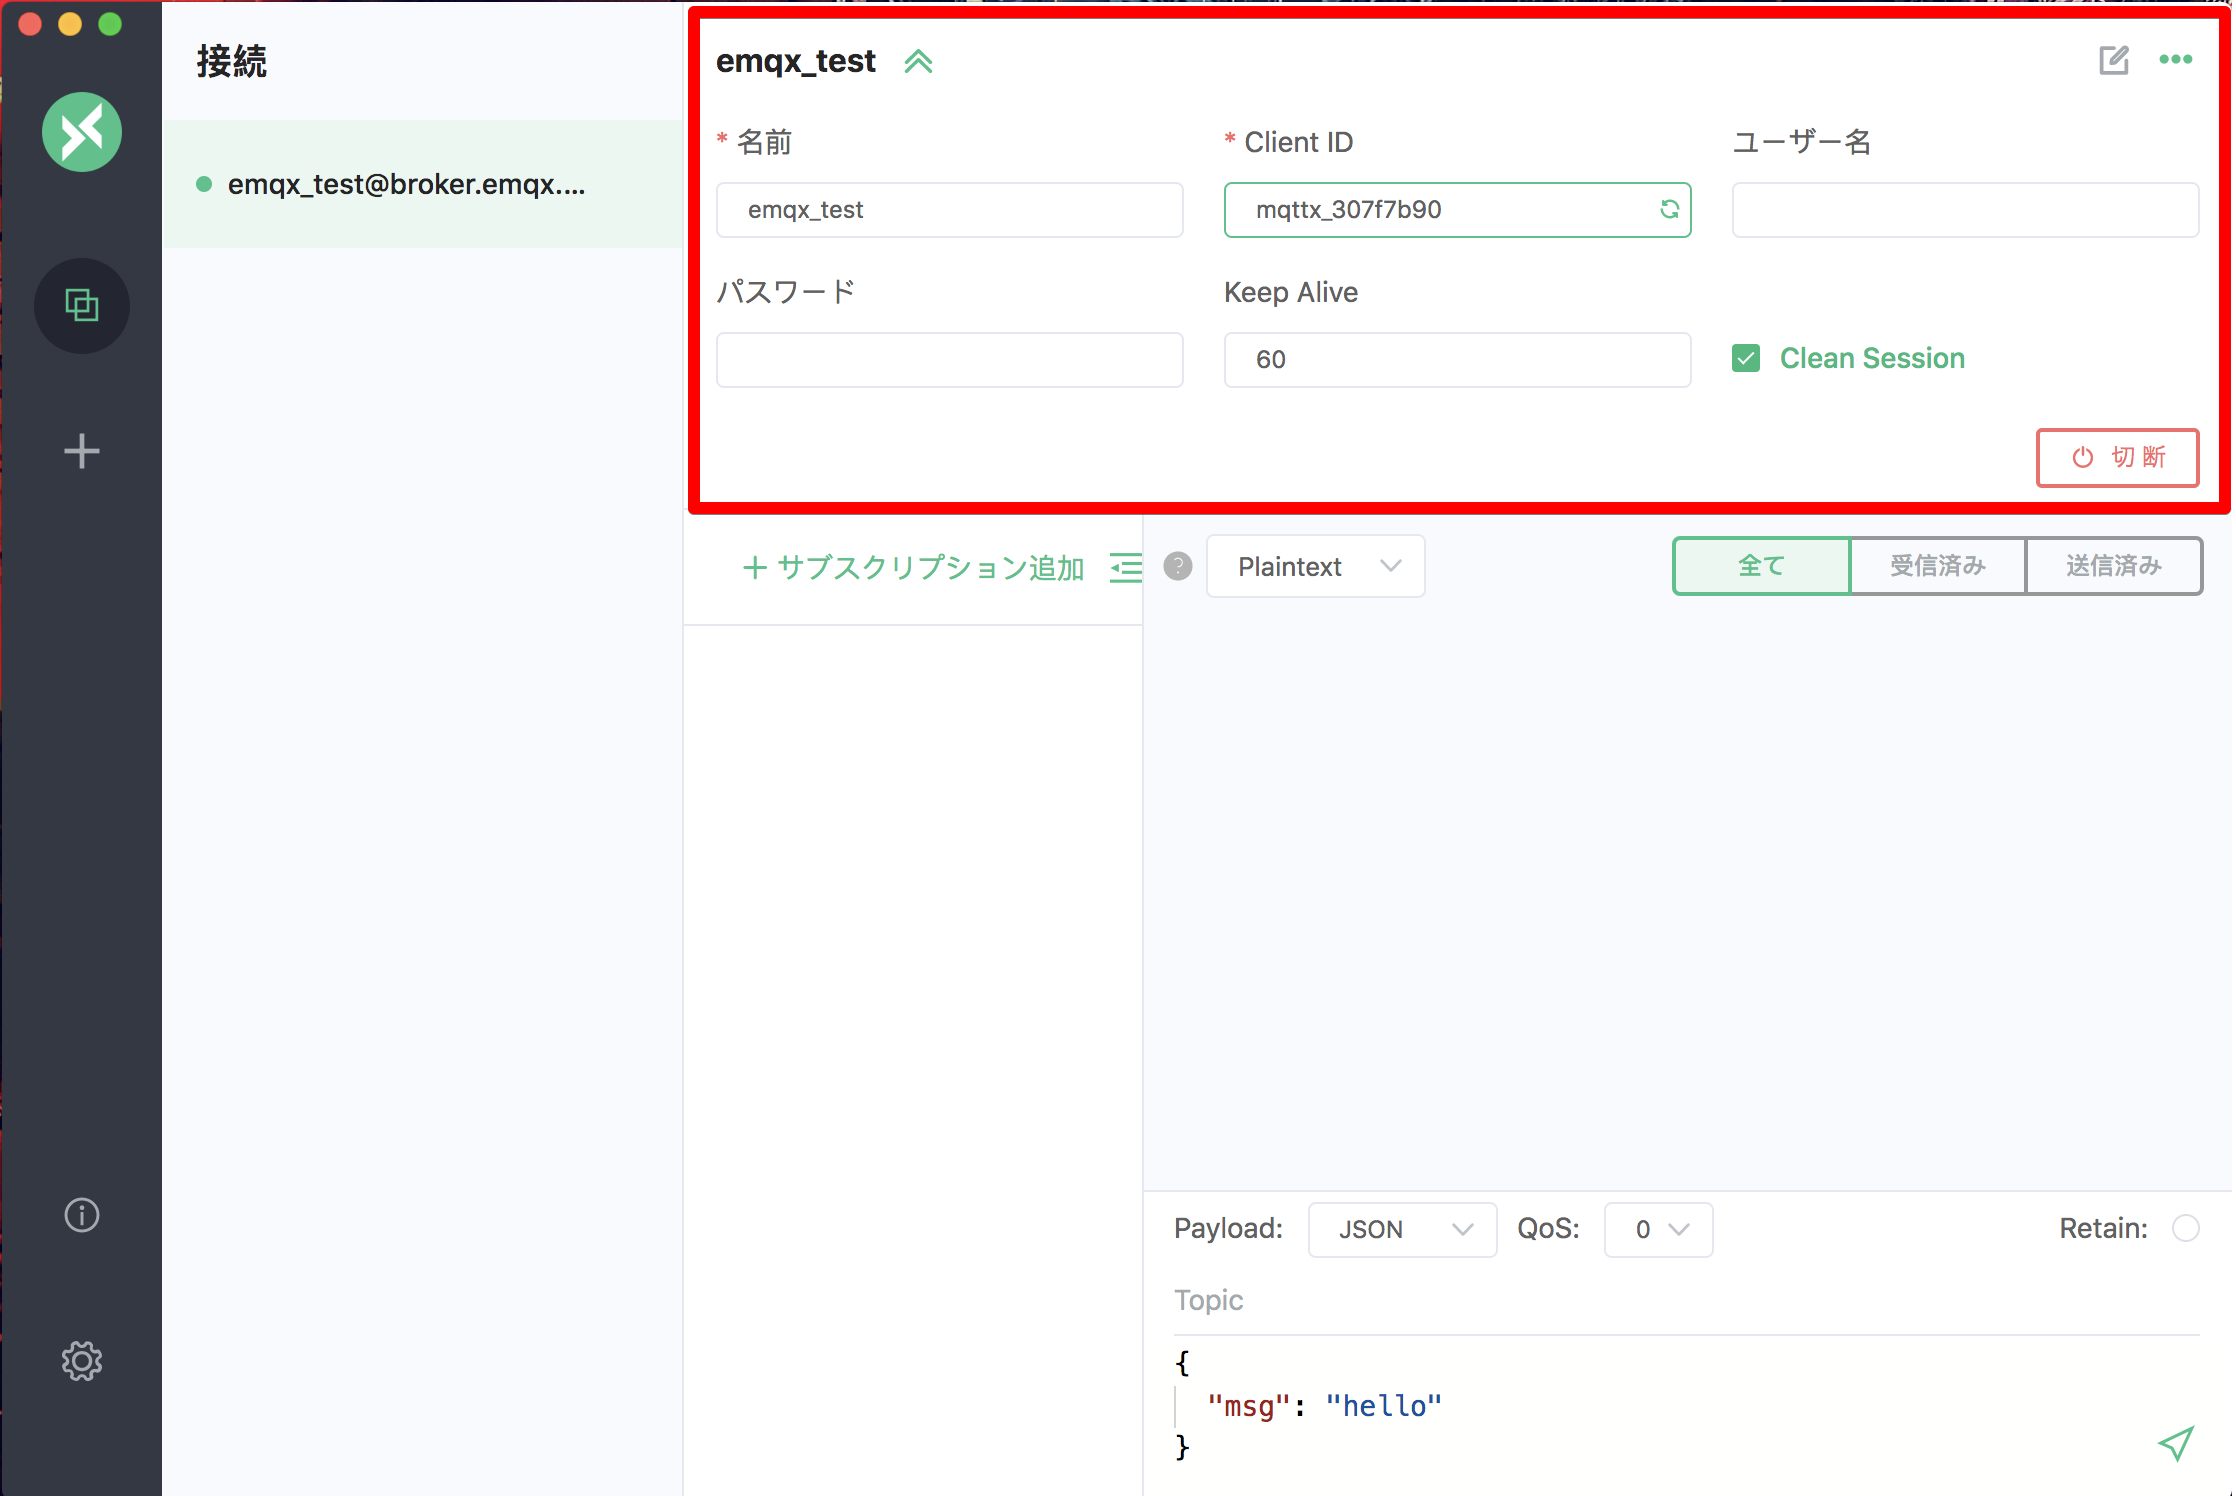 接続
emqx_test@broker.emqx....
emqx_test
* 名前
* Client ID
ユーザー名
emqx_test
mqttx_307f7b90
パスワード
Keep Alive
60
Clean Session
切断
+ サブスクリプション追加
?
Plaintext
全て
受信済み
送信済み
Payload:
JSON
QoS:
0
Retain:
Topic
{
"msg": "hello"
}